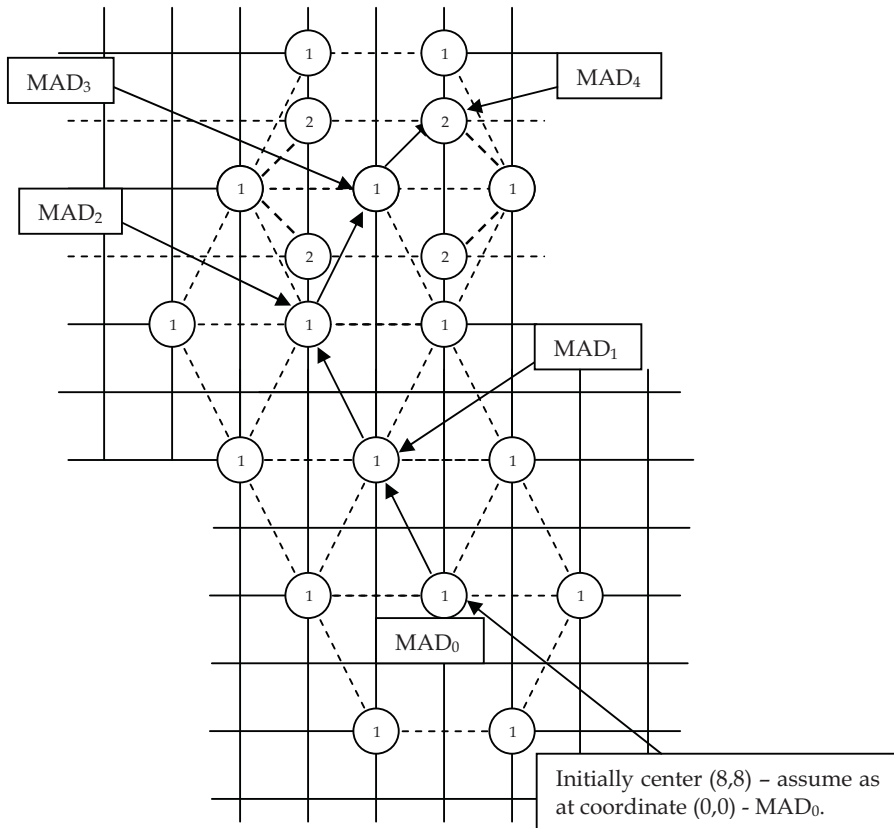 1 1
MAD₃
MAD₄
2 2
1 1 1
MAD₂
2 2
1 1 1
MAD₁
1 1 1
1 1 1
MAD₀
1 1
Initially center (8,8) – assume as
at coordinate (0,0) - MAD₀.